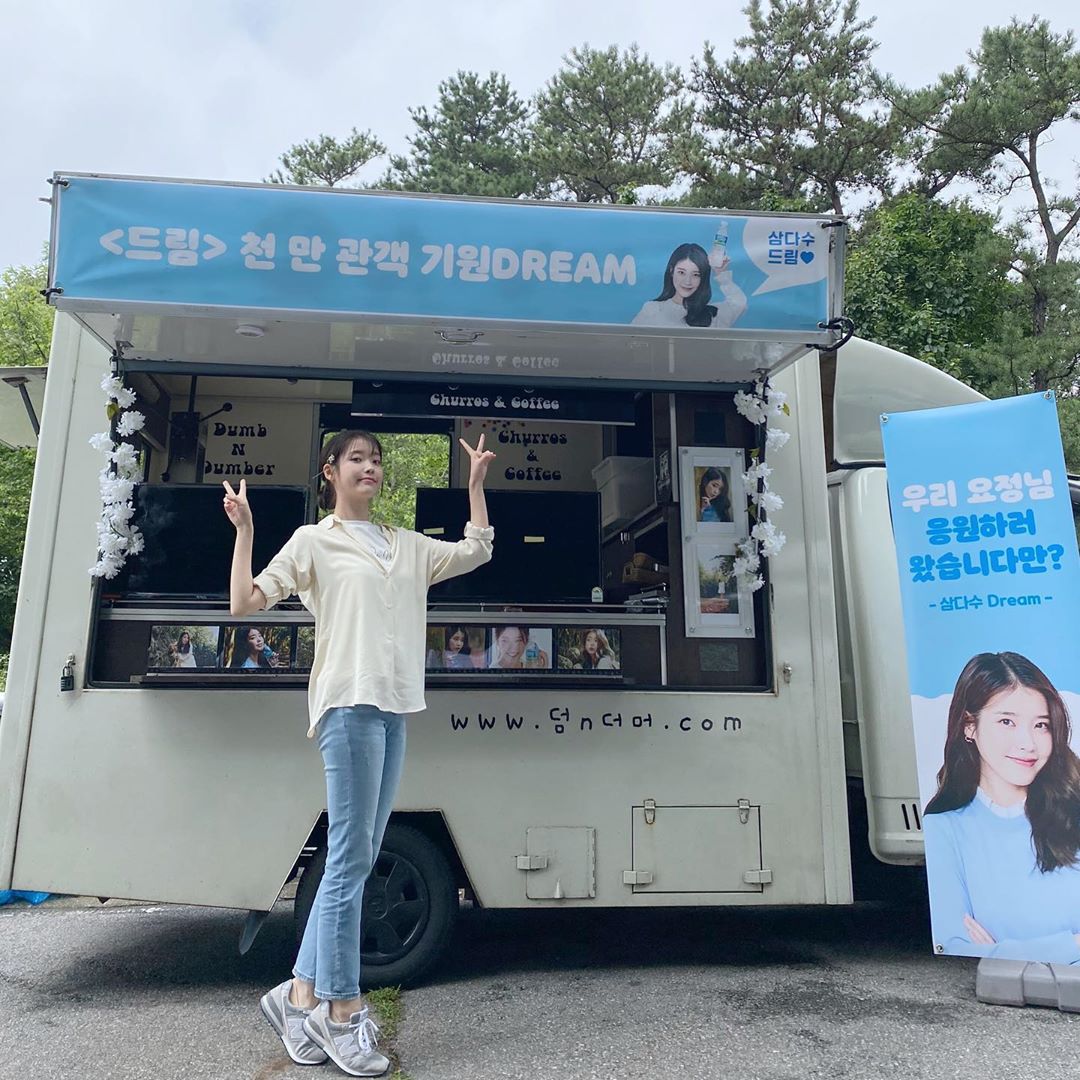 <드림> 천 만 관객 기원DREAM
삼다수
드림♥
Churros & Coffee
Churros & Coffee
Dumb
N
Dumber
Churros
&
Coffee
www.덤n더머.com
우리 요정님
응원하러
왔습니다만?
- 삼다수 Dream -